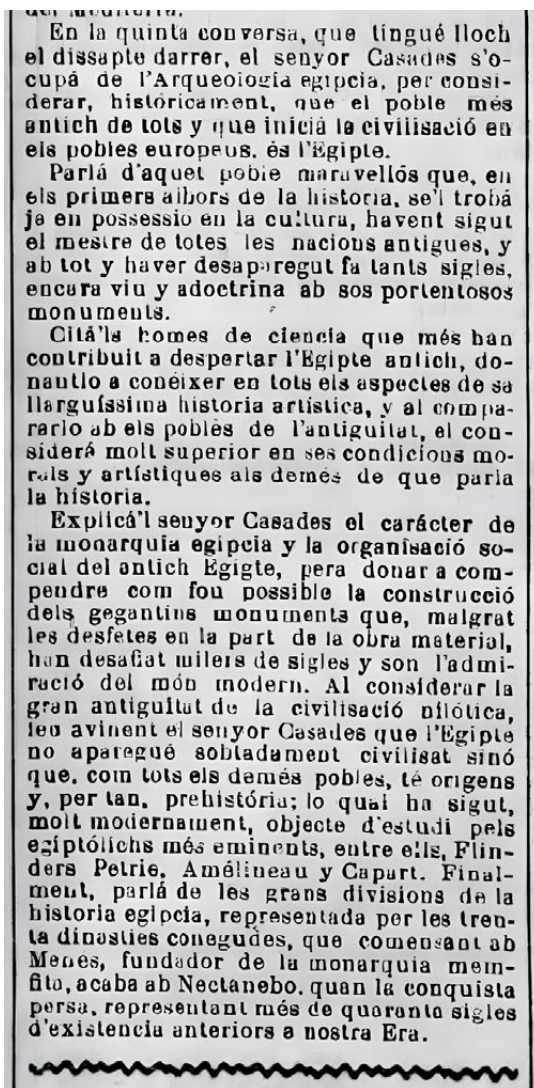 del
En la quinta conversa, que tingué lloch
el dissapte darrer, el senyor Casades s'o-
cupá de l'Arqueología egipcia, per consi-
derar, históricament, que el poble més
antich de tots y que iniciá la civilisació en
els pobles europeus, és l'Egipte.
Parlá d'aquet poble maravellós que, en
els primers albors de la historia, se'l trobá
ja en possessio en la cultura, havent sigut
el mestre de totes les nacions antigues, y
ab tot y haver desaparegut fa tants sigles,
encara viu y adoctrina ab sos portentosos
monuments.
Citá'ls homes de ciencia que més han
contribuit a despertar l'Egipte antich, do-
nantlo a conéixer en tots els aspectes de sa
llarguíssima historia artística, y al compa-
rarlo ab els pobles de l'antiguitat, el con-
siderá molt superior en ses condicions mo-
rals y artístiques als demés de que parla
la historia.
Explicá'l senyor Casades el carácter de
la monarquia egipcia y la organisació so-
cial del antich Egigte, pera donar a com-
pendre com fou possible la construcció
dels gegantins monuments que, malgrat
les desfetes en la part de la obra material,
han desafiat milers de sigles y son l'admi-
ració del món modern. Al considerar la
gran antiguitat de la civilisació nilótica,
feu avinent el senyor Casades que l'Egipte
no aparegué sobtadament civilisat sinó
que, com tots els demés pobles, té origens
y, per tan, prehistória; lo qual ha sigut,
molt modernament, objecte d'estudi pels
egiptólichs més eminents, entre ells, Flin-
ders Petrie, Amélineau y Capart. Final-
ment, parlá de les grans divisions de la
historia egipcia, representada per les tren-
ta dinasties conegudes, que comensant ab
Menés, fundador de la monarquia mem-
fita, acaba ab Nectanebo, quan la conquista
persa, representant més de quaranta sigles
d'existencia anteriors a nostra Era.